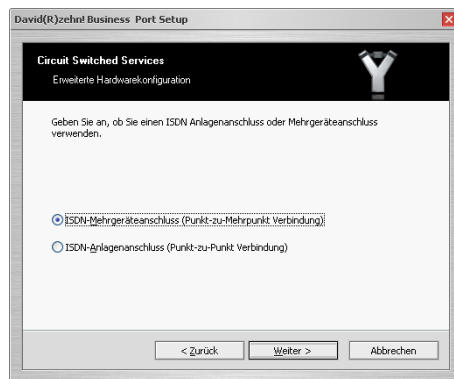 David(R)zehn! Business Port Setup
Circuit Switched Services
Erweiterte Hardwarekonfiguration
Geben Sie an, ob Sie einen ISDN Anlagenanschluss oder Mehrgeräteanschluss
verwenden.
ISDN-Mehrgeräteanschluss (Punkt-zu-Mehrpunkt Verbindung)
ISDN-Anlagenanschluss (Punkt-zu-Punkt Verbindung)
< Zurück
Weiter >
Abbrechen